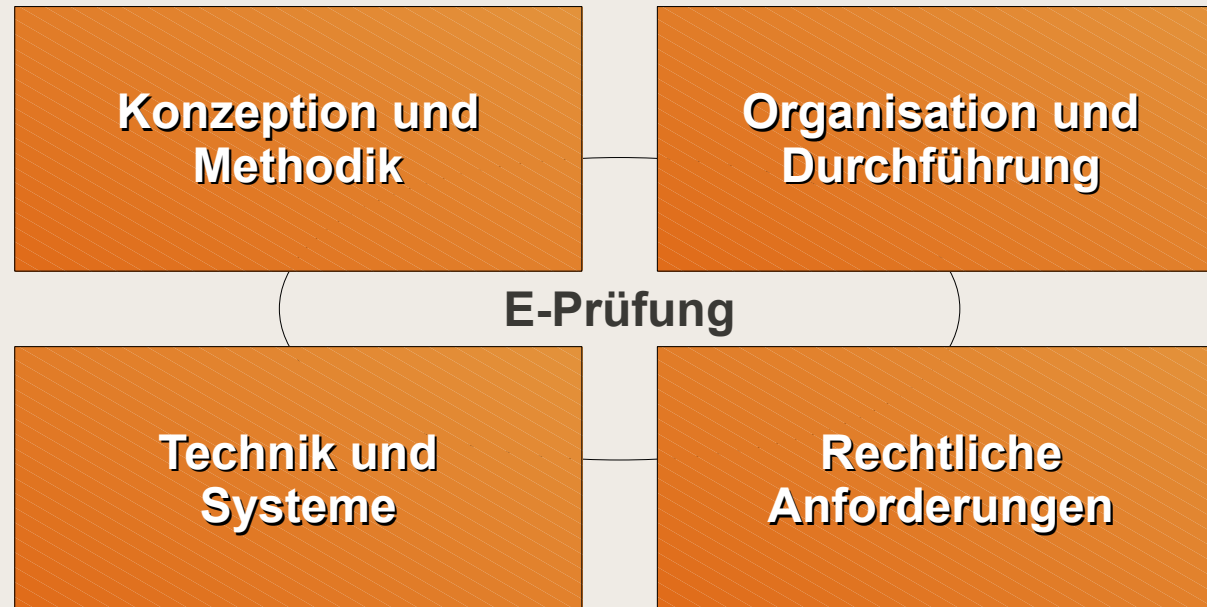 Konzeption und
Methodik
Organisation und
Durchführung
E-Prüfung
Technik und
Systeme
Rechtliche
Anforderungen